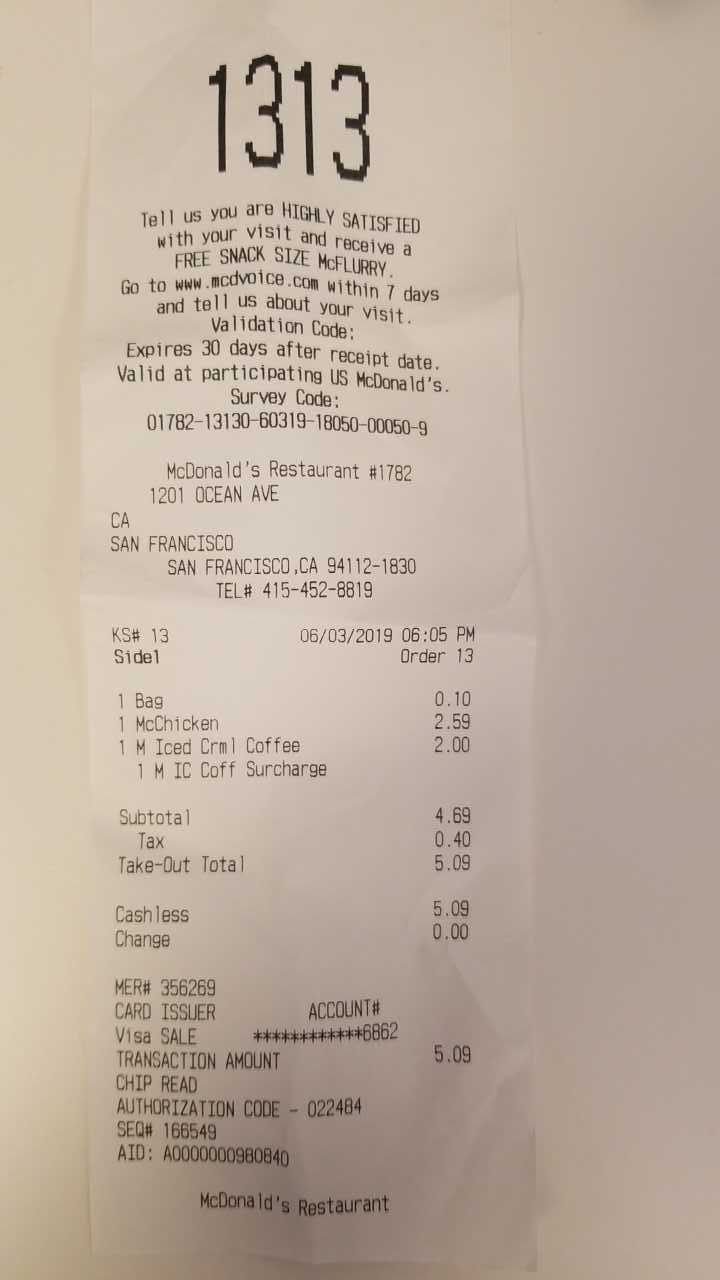 1313
Tell us you are HIGHLY SATISFIED
with your visit and receive a
FREE SNACK SIZE McFLURRY.
Go to www.mcdvoice.com within 7 days
and tell us about your visit.
Validation Code:
Expires 30 days after receipt date.
Valid at participating US McDonald's.
Survey Code:
01782-13130-60319-18050-00050-9
McDonald's Restaurant #1782
1201 OCEAN AVE
CA
SAN FRANCISCO
SAN FRANCISCO,CA 94112-1830
TEL# 415-452-8819
KS# 13 06/03/2019 06:05 PM
Side1 Order 13
1 Bag 0.10
1 McChicken 2.59
1 M Iced Crml Coffee 2.00
1 M IC Coff Surcharge
Subtotal 4.69
Tax 0.40
Take-Out Total 5.09
Cashless 5.09
Change 0.00
MER# 356269
CARD ISSUER ACCOUNT#
Visa SALE ************6862
TRANSACTION AMOUNT 5.09
CHIP READ
AUTHORIZATION CODE - 022484
SEQ# 166549
AID: A0000000980840
McDonald's Restaurant